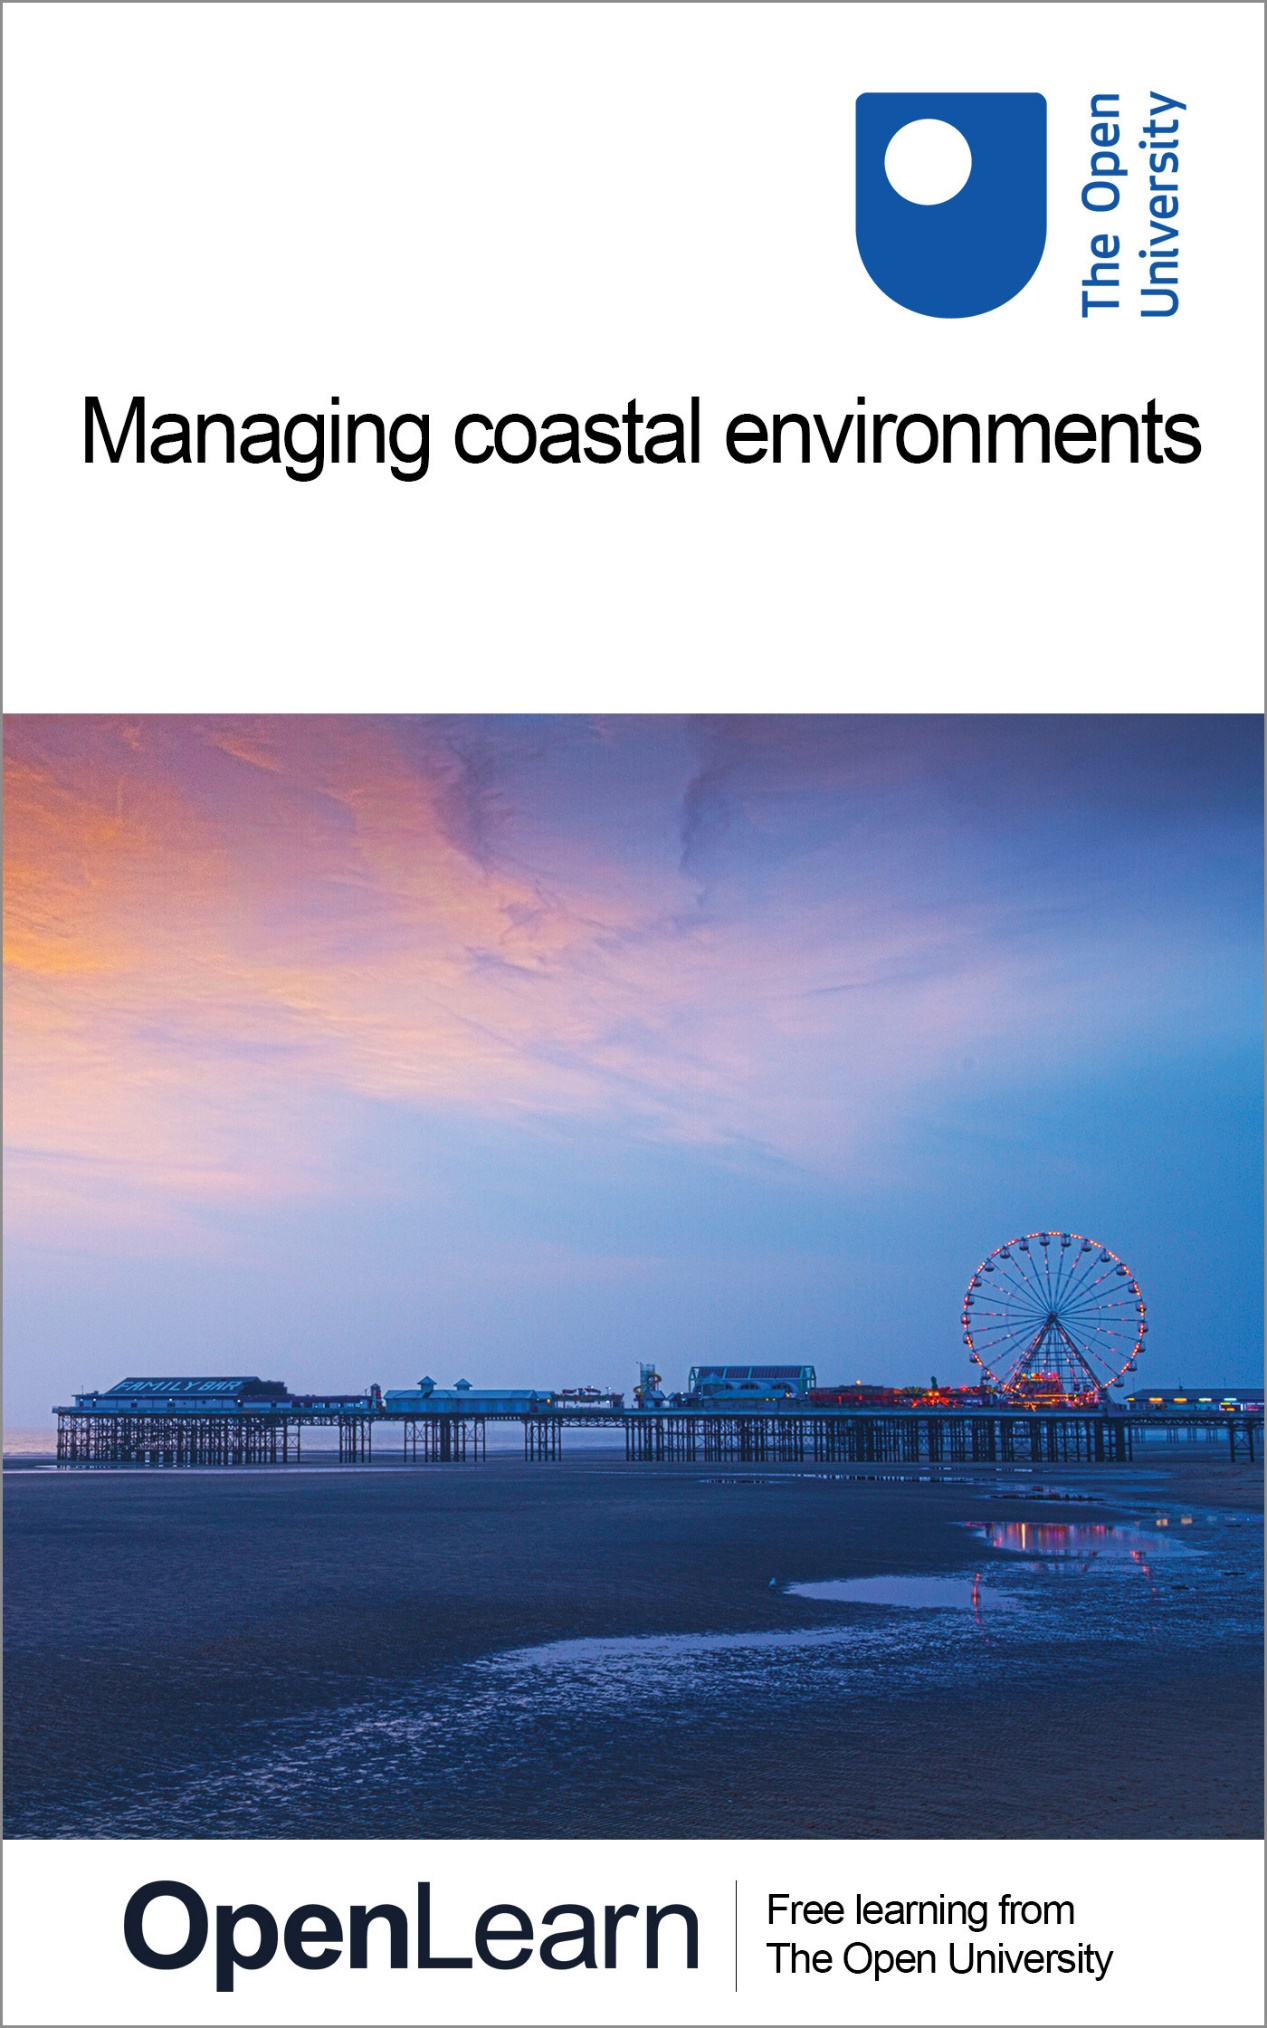 The Open
University
Managing coastal environments
FAMILY BAR
OpenLearn
Free learning from
The Open University